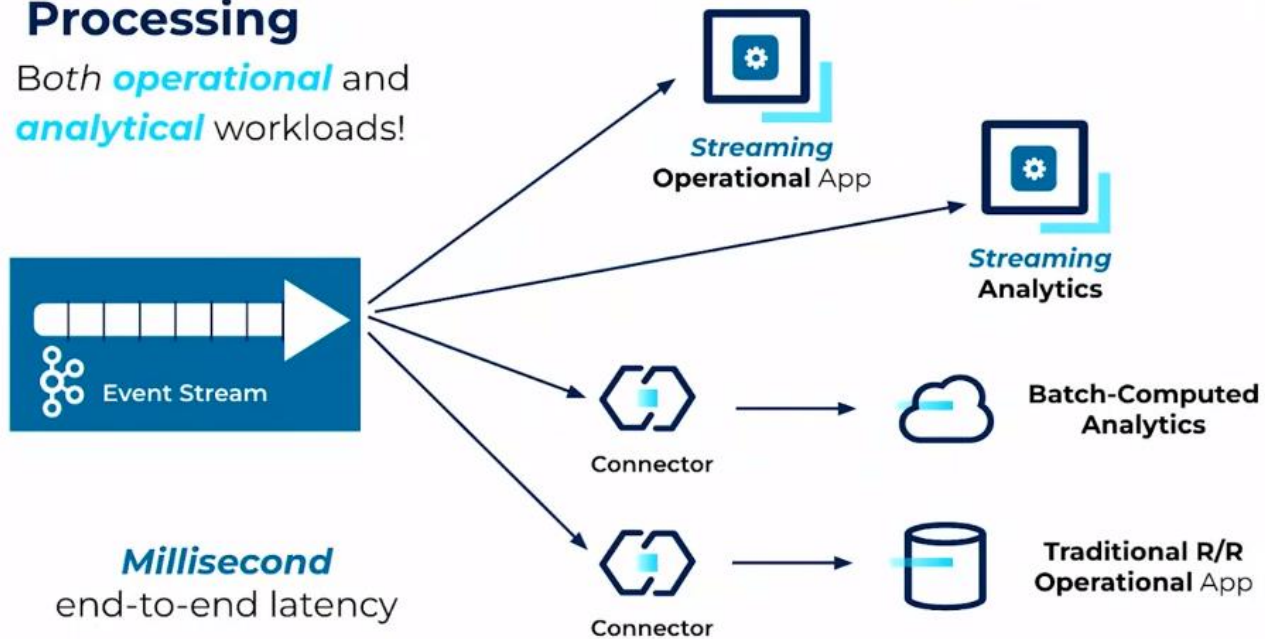 Processing
Both operational and
analytical workloads!
Streaming
Operational App
Streaming
Analytics
Event Stream
Connector
Batch-Computed
Analytics
Millisecond
end-to-end latency
Connector
Traditional R/R
Operational App